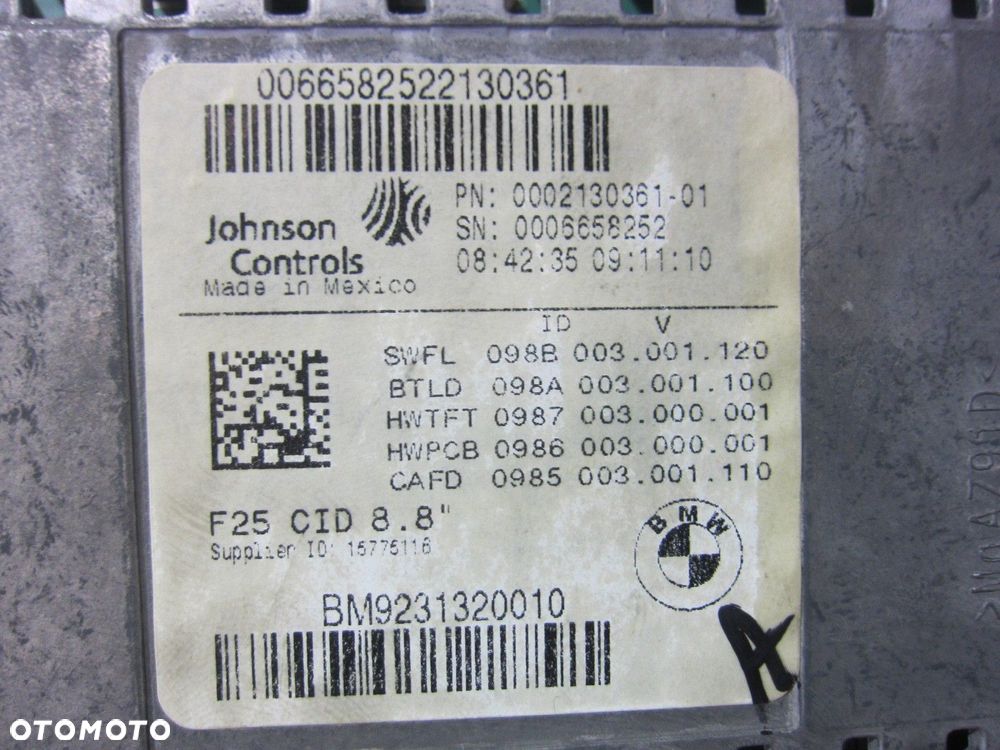 0066582522130361
Johnson Controls
PN: 0002130361-01
SN: 0006658252
08:42:35 09:11:10
Made in Mexico
ID V
SWFL 098B 003.001.120
BTLD 098A 003.001.100
HWTFT 0987 003.000.001
HWPCB 0986 003.000.001
CAFD 0985 003.001.110
F25 CID 8.8"
Supplier ID: 15775116
BMW
BM9231320010
A
OTOMOTO